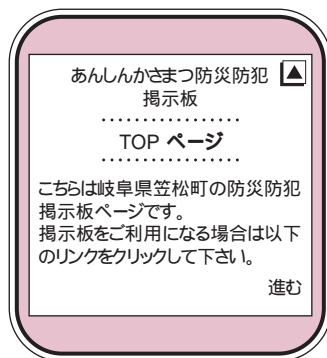 あんしんかさまつ防災防犯
掲示板
TOP ページ
こちらは岐阜県笠松町の防災防犯
掲示板ページです。
掲示板をご利用になる場合は以下
のリンクをクリックして下さい。
進む